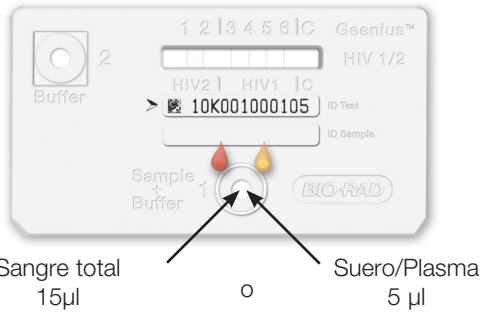 1 2 3 4 5 6 C Geenius™
2 HIV 1/2
HIV2 HIV1 C
Buffer
10K001000105 ID Test
ID Sample
Sample
+
Buffer
1
BIO-RAD
Sangre total
15µl
o
Suero/Plasma
5 µl